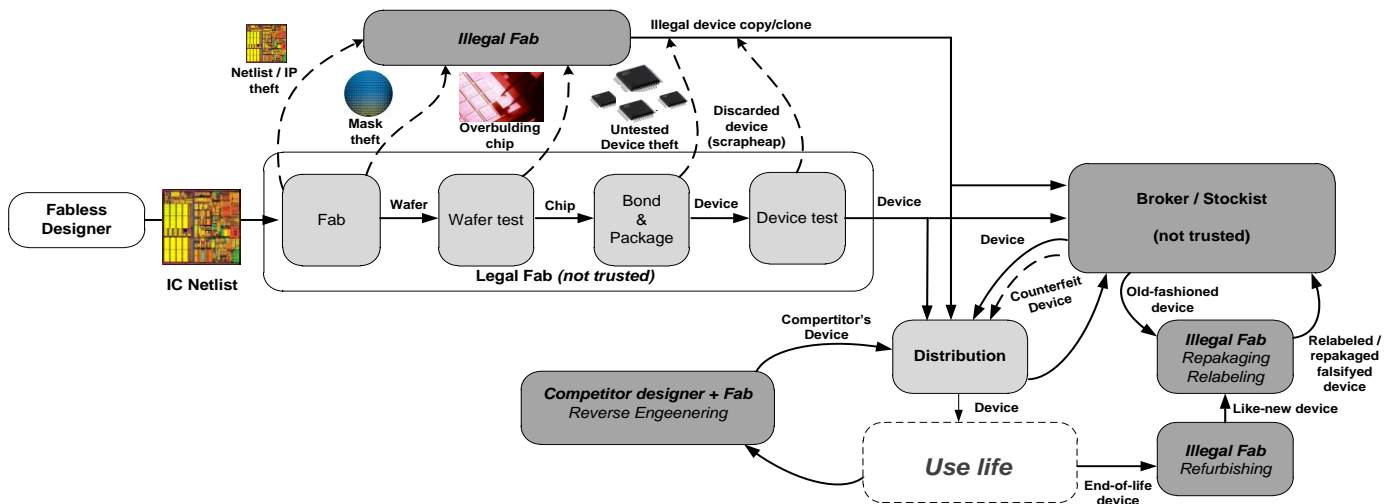 Illegal Fab
Illegal device copy/clone
Netlist / IP
theft
Mask
theft
Overbulding
chip
Untested
Device theft
Discarded
device
(scrapheap)
Fabless
Designer
IC Netlist
Fab
Wafer
Wafer test
Chip
Bond
&
Package
Device
Device test
Device
Legal Fab (not trusted)
Broker / Stockist
(not trusted)
Device
Counterfeit
Device
Old-fashioned
device
Compertitor's
Device
Distribution
Illegal Fab
Repakaging
Relabeling
Relabeled /
repakaged
falsifyed
device
Competitor designer + Fab
Reverse Engeenering
Device
Like-new device
Use life
End-of-life
device
Illegal Fab
Refurbishing